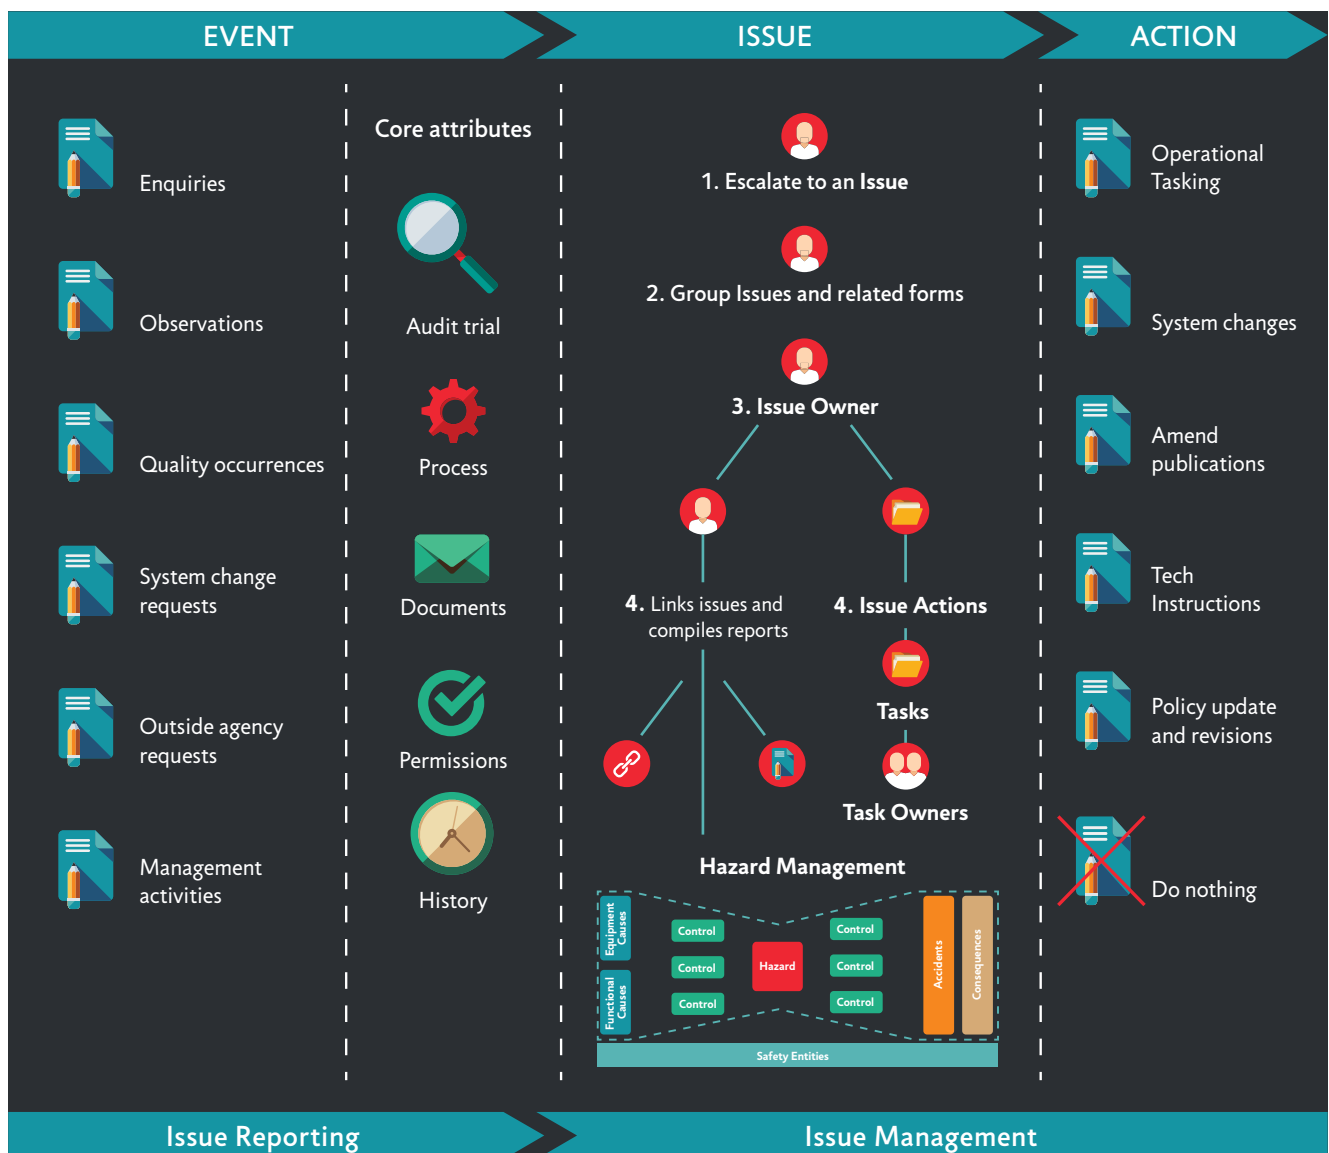 EVENT
ISSUE
ACTION
Enquiries
Observations
Quality occurrences
System change
requests
Outside agency
requests
Management
activities
Core attributes
Audit trial
Process
Documents
Permissions
History
1. Escalate to an Issue
2. Group Issues and related forms
3. Issue Owner
4. Links issues and
compiles reports
4. Issue Actions
Tasks
Task Owners
Hazard Management
Equipment
Causes
Functional
Causes
Control
Control
Control
Hazard
Control
Control
Control
Accidents
Consequences
Safety Entities
Operational
Tasking
System changes
Amend
publications
Tech
Instructions
Policy update
and revisions
Do nothing
Issue Reporting
Issue Management